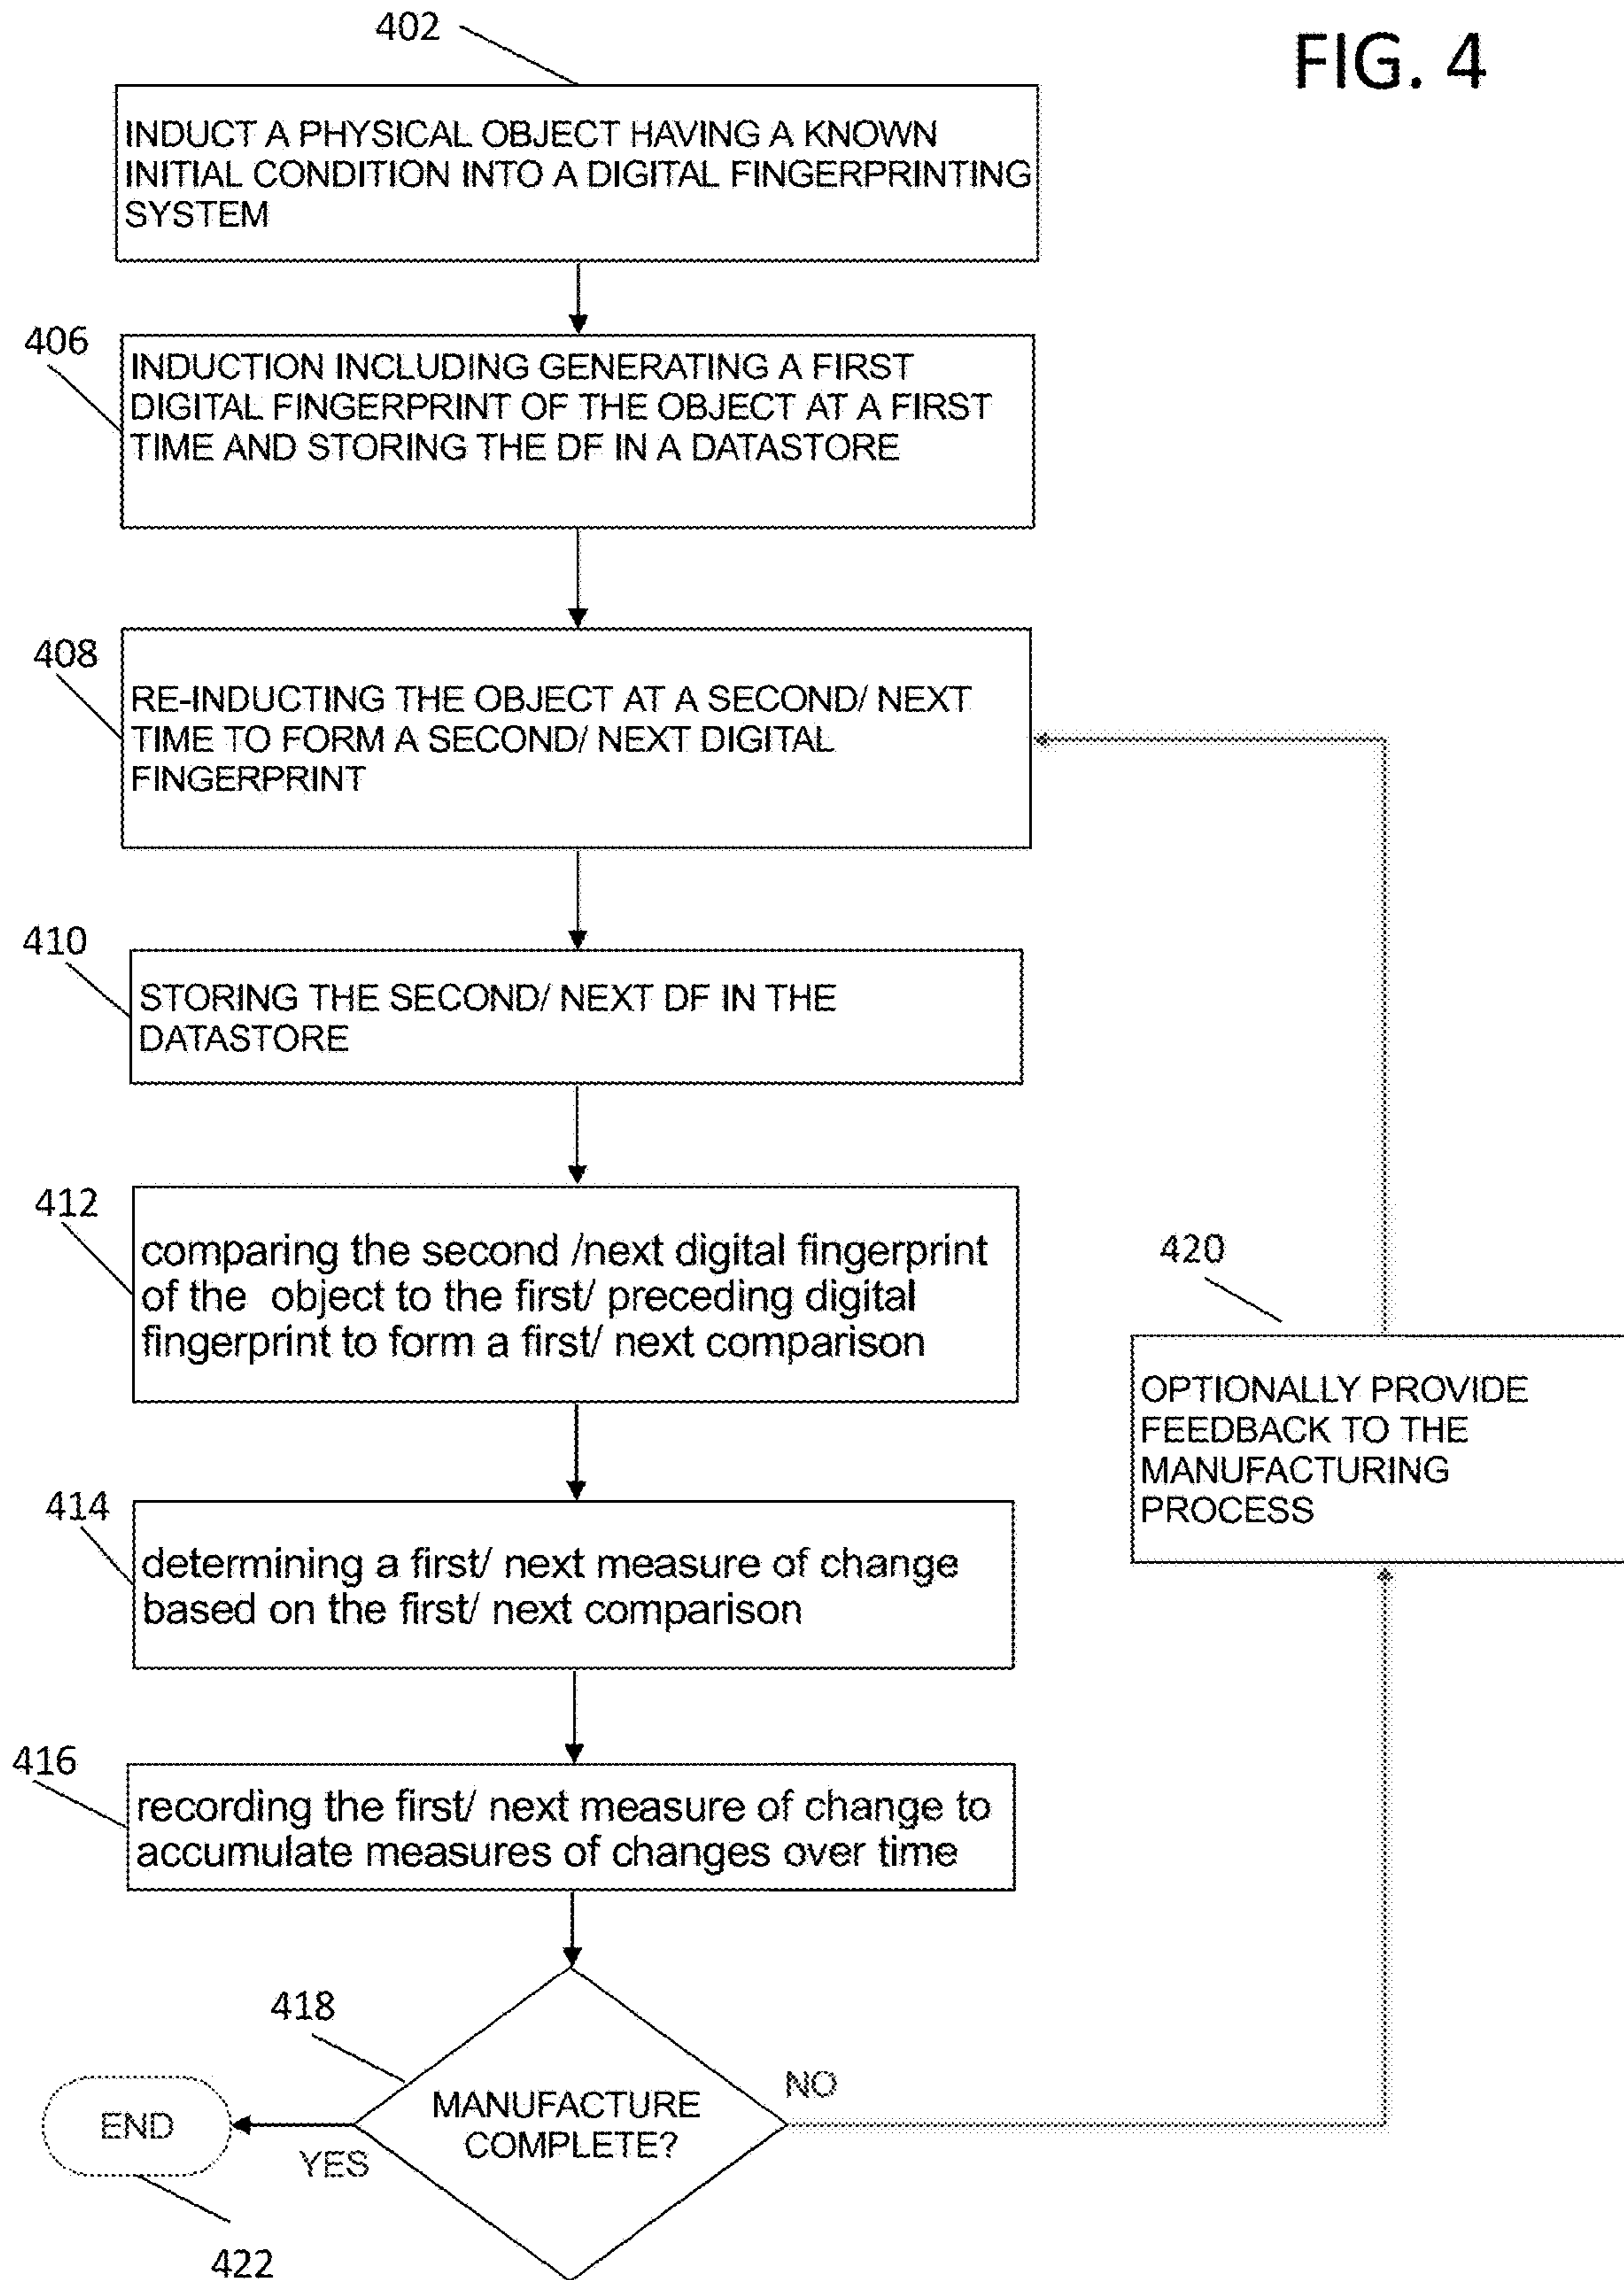 402
FIG. 4
INDUCT A PHYSICAL OBJECT HAVING A KNOWN
INITIAL CONDITION INTO A DIGITAL FINGERPRINTING
SYSTEM
406
INDUCTION INCLUDING GENERATING A FIRST
DIGITAL FINGERPRINT OF THE OBJECT AT A FIRST
TIME AND STORING THE DF IN A DATASTORE
408
RE-INDUCTING THE OBJECT AT A SECOND/ NEXT
TIME TO FORM A SECOND/ NEXT DIGITAL
FINGERPRINT
410
STORING THE SECOND/ NEXT DF IN THE
DATASTORE
412
comparing the second /next digital fingerprint
of the object to the first/ preceding digital
fingerprint to form a first/ next comparison
420
OPTIONALLY PROVIDE
FEEDBACK TO THE
MANUFACTURING
PROCESS
414
determining a first/ next measure of change
based on the first/ next comparison
416
recording the first/ next measure of change to
accumulate measures of changes over time
418
MANUFACTURE
COMPLETE?
NO
END
YES
422